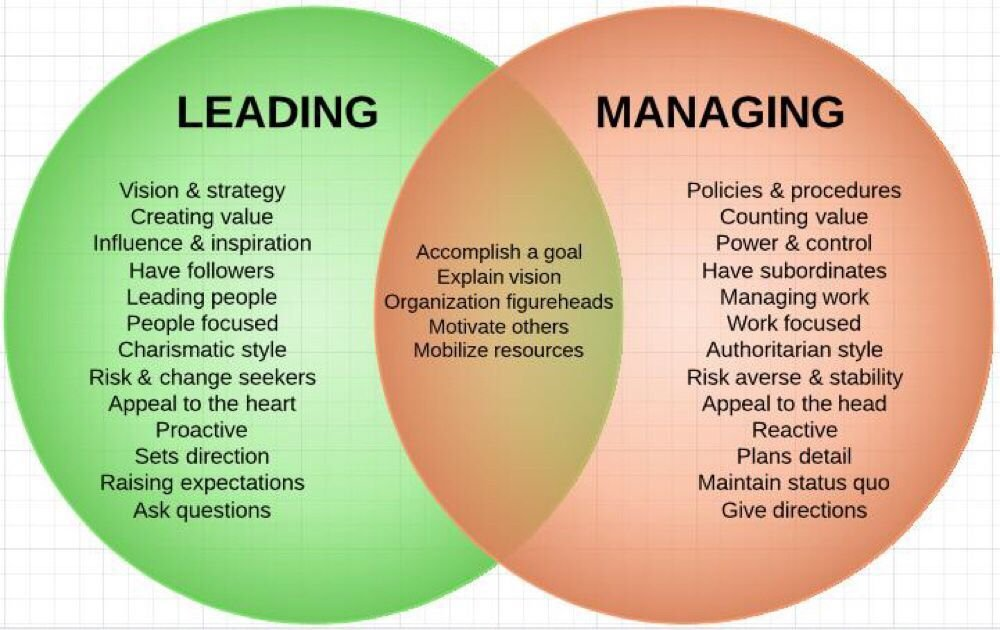 LEADING
Vision & strategy
Creating value
Influence & inspiration
Have followers
Leading people
People focused
Charismatic style
Risk & change seekers
Appeal to the heart
Proactive
Sets direction
Raising expectations
Ask questions
Accomplish a goal
Explain vision
Organization figureheads
Motivate others
Mobilize resources
MANAGING
Policies & procedures
Counting value
Power & control
Have subordinates
Managing work
Work focused
Authoritarian style
Risk averse & stability
Appeal to the head
Reactive
Plans detail
Maintain status quo
Give directions